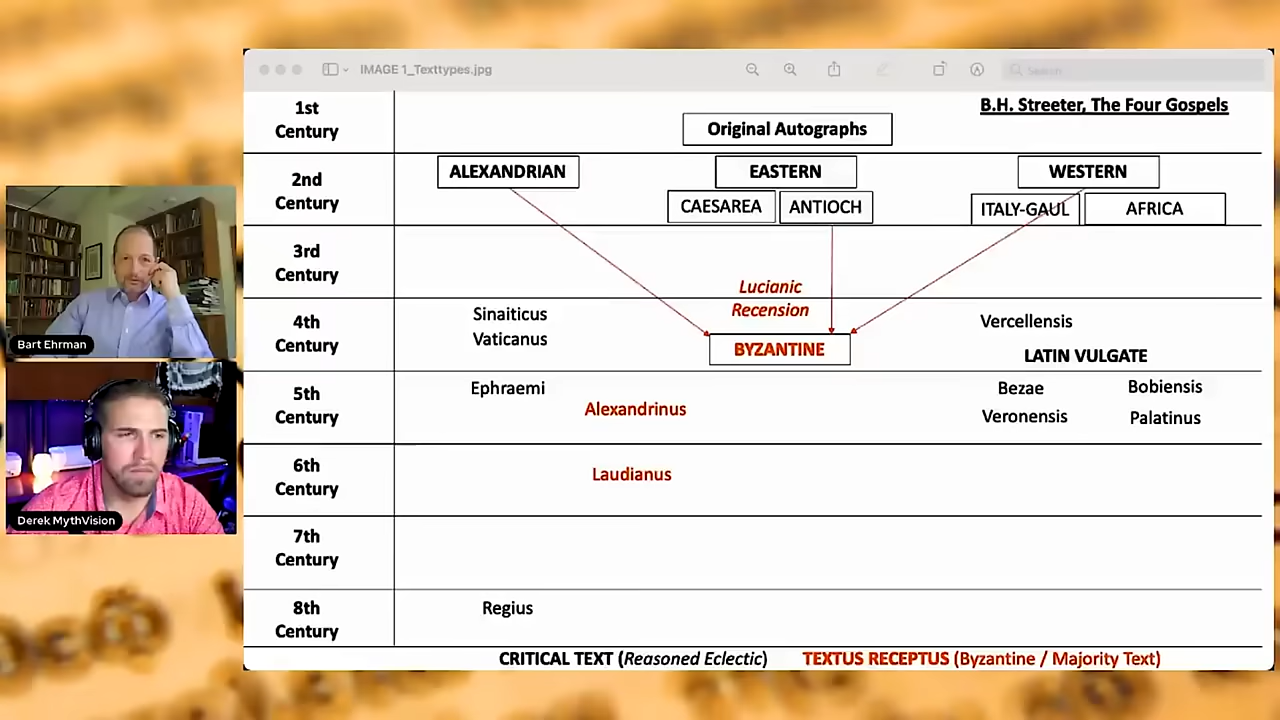 IMAGE 1_Texttypes.jpg
Search
1st
Century
B.H. Streeter, The Four Gospels
Original Autographs
2nd
Century
ALEXANDRIAN
EASTERN
WESTERN
CAESAREA
ANTIOCH
ITALY-GAUL
AFRICA
3rd
Century
Lucianic
Recension
4th
Century
Sinaiticus
Vaticanus
BYZANTINE
Vercellensis
LATIN VULGATE
5th
Century
Ephraemi
Alexandrinus
Bezae
Bobiensis
Veronensis
Palatinus
6th
Century
Laudianus
7th
Century
8th
Century
Regius
CRITICAL TEXT (Reasoned Eclectic)
TEXTUS RECEPTUS (Byzantine / Majority Text)
Bart Ehrman
Derek MythVision